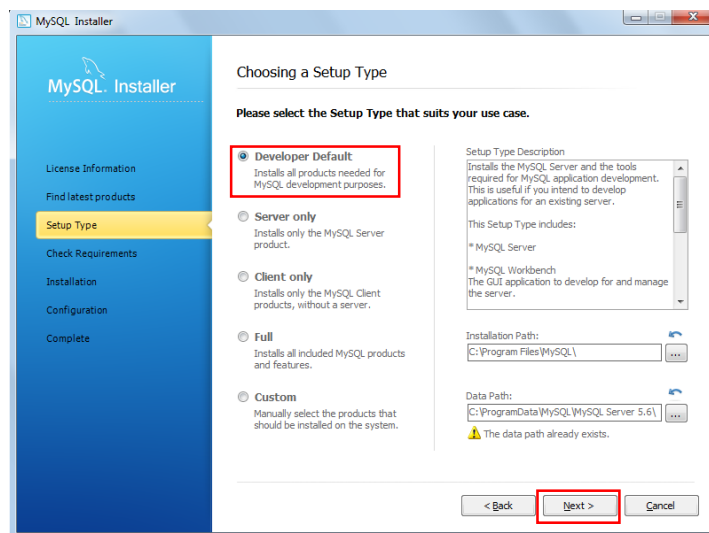 MySQL Installer
MySQL. Installer
License Information
Find latest products
Setup Type
Check Requirements
Installation
Configuration
Complete
Choosing a Setup Type
Please select the Setup Type that suits your use case.
Developer Default
Installs all products needed for
MySQL development purposes.
Server only
Installs only the MySQL Server
product.
Client only
Installs only the MySQL Client
products, without a server.
Full
Installs all included MySQL products
and features.
Custom
Manually select the products that
should be installed on the system.
Setup Type Description
Installs the MySQL Server and the tools
required for MySQL application development.
This is useful if you intend to develop
applications for an existing server.
This Setup Type includes:
* MySQL Server
* MySQL Workbench
The GUI application to develop for and manage
the server.
Installation Path:
C:\Program Files\MySQL\
...
Data Path:
C:\ProgramData\MySQL\MySQL Server 5.6\
...
The data path already exists.
< Back
Next >
Cancel